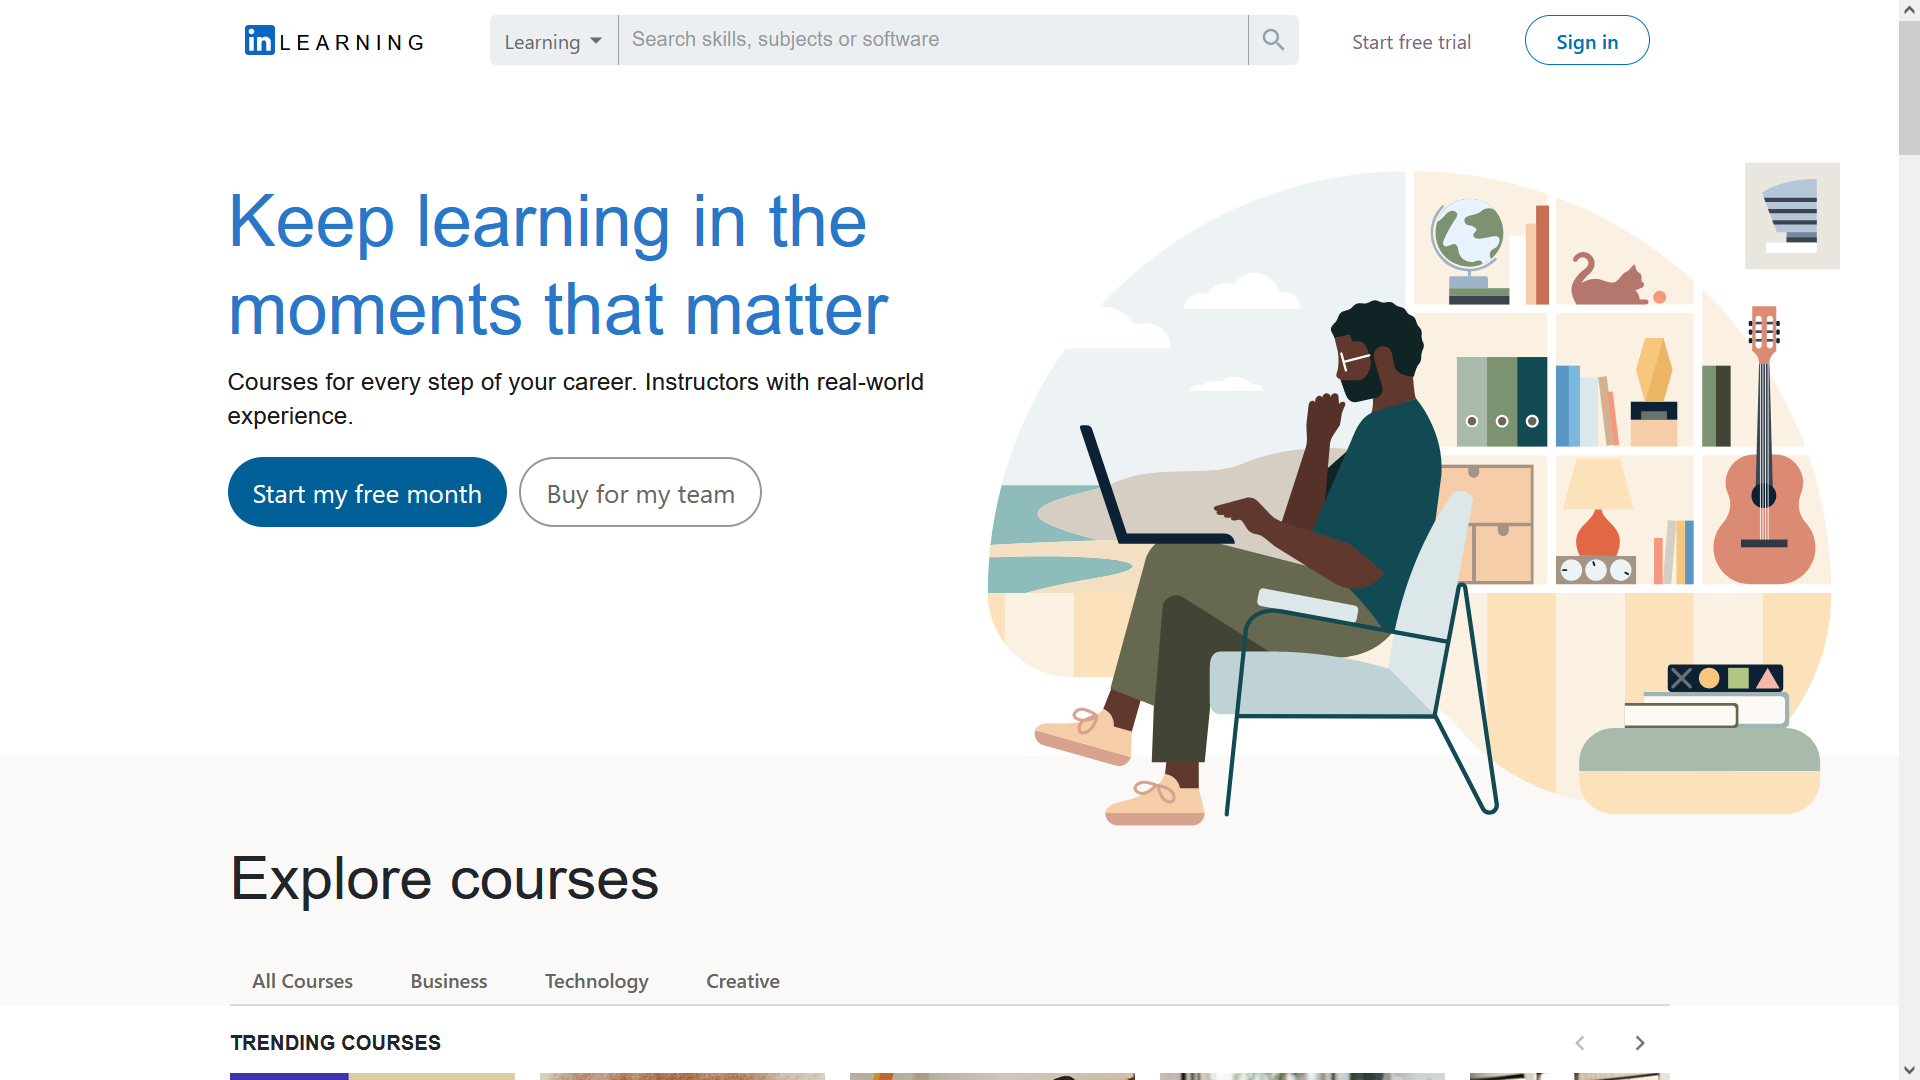 in LEARNING
Learning
Search skills, subjects or software
Start free trial
Sign in
Keep learning in the
moments that matter
Courses for every step of your career. Instructors with real-world
experience.
Start my free month
Buy for my team
Explore courses
All Courses
Business
Technology
Creative
TRENDING COURSES